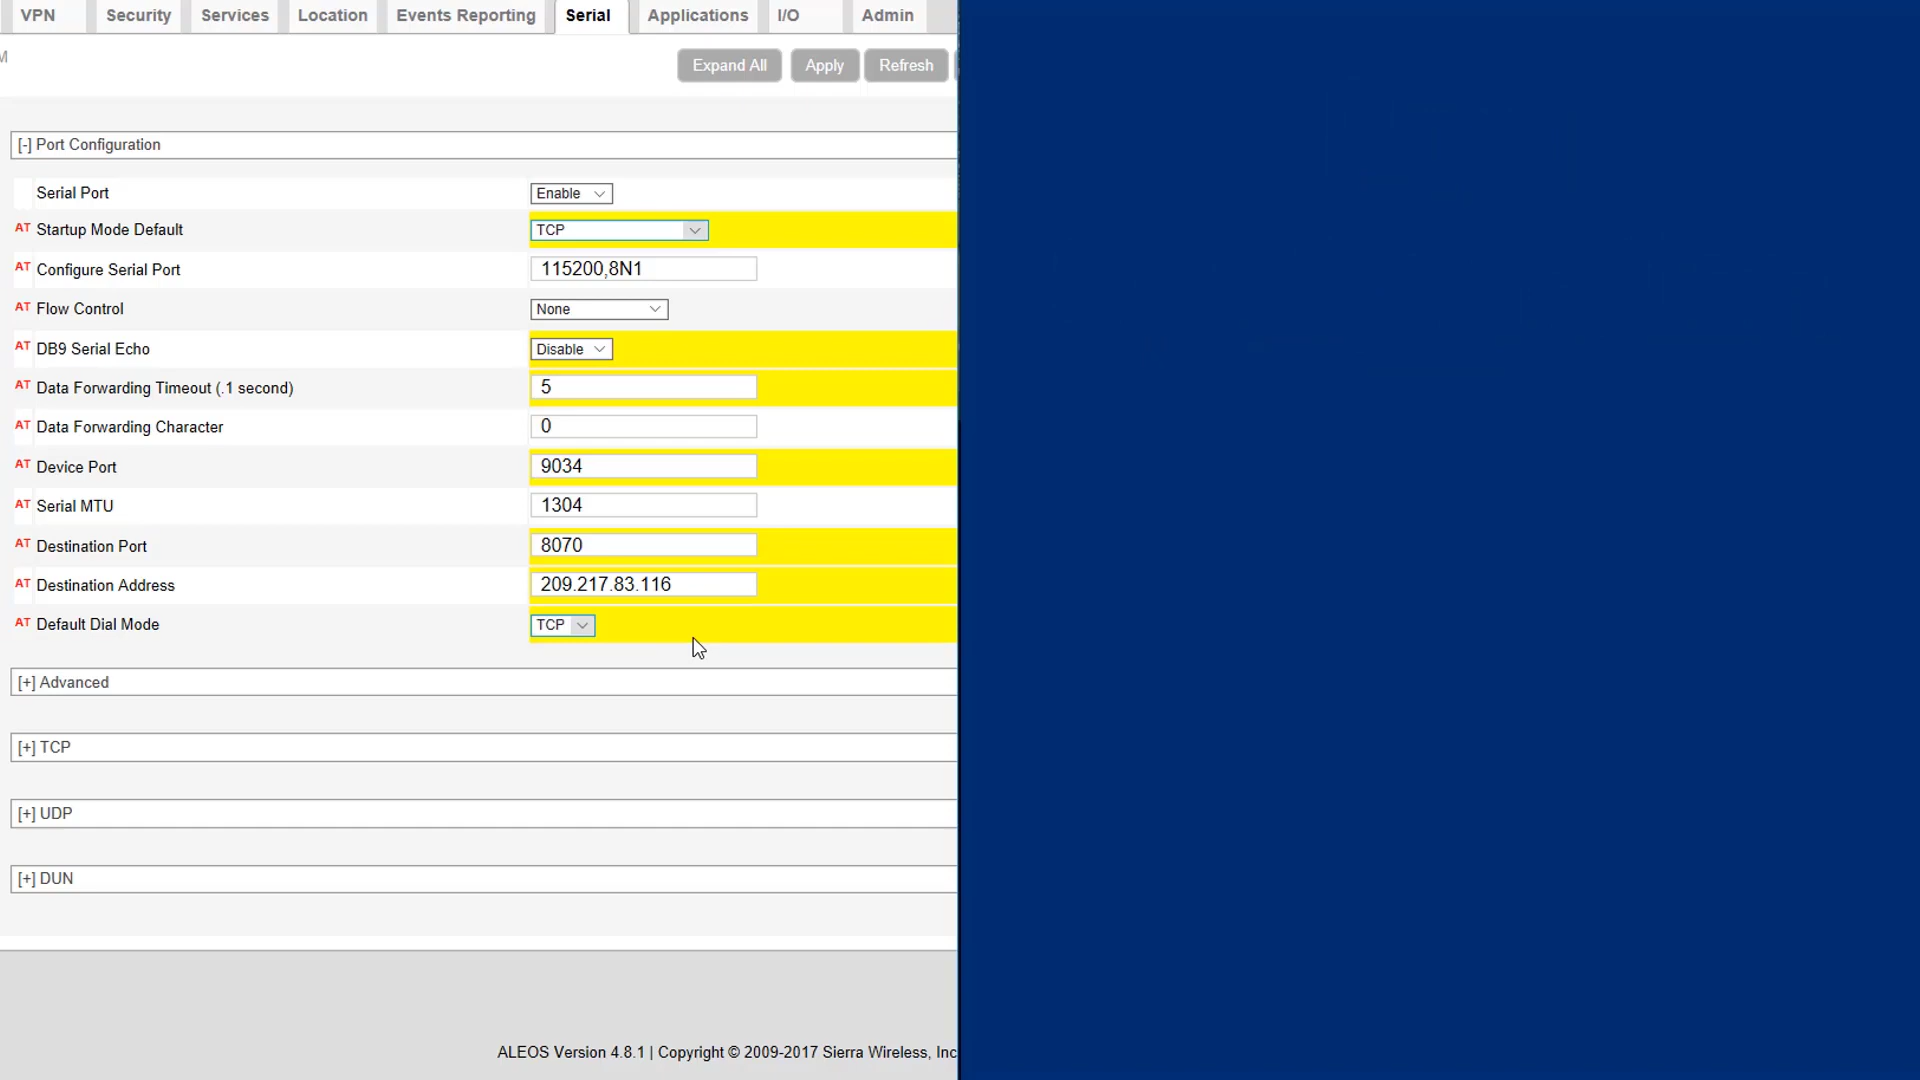 VPN Security Services Location Events Reporting Serial Applications I/O Admin
M
Expand All Apply Refresh
[-] Port Configuration
Serial Port Enable
AT Startup Mode Default TCP
AT Configure Serial Port 115200,8N1
AT Flow Control None
AT DB9 Serial Echo Disable
AT Data Forwarding Timeout (.1 second) 5
AT Data Forwarding Character 0
AT Device Port 9034
AT Serial MTU 1304
AT Destination Port 8070
AT Destination Address 209.217.83.116
AT Default Dial Mode TCP
[+] Advanced
[+] TCP
[+] UDP
[+] DUN
ALEOS Version 4.8.1 | Copyright © 2009-2017 Sierra Wireless, Inc